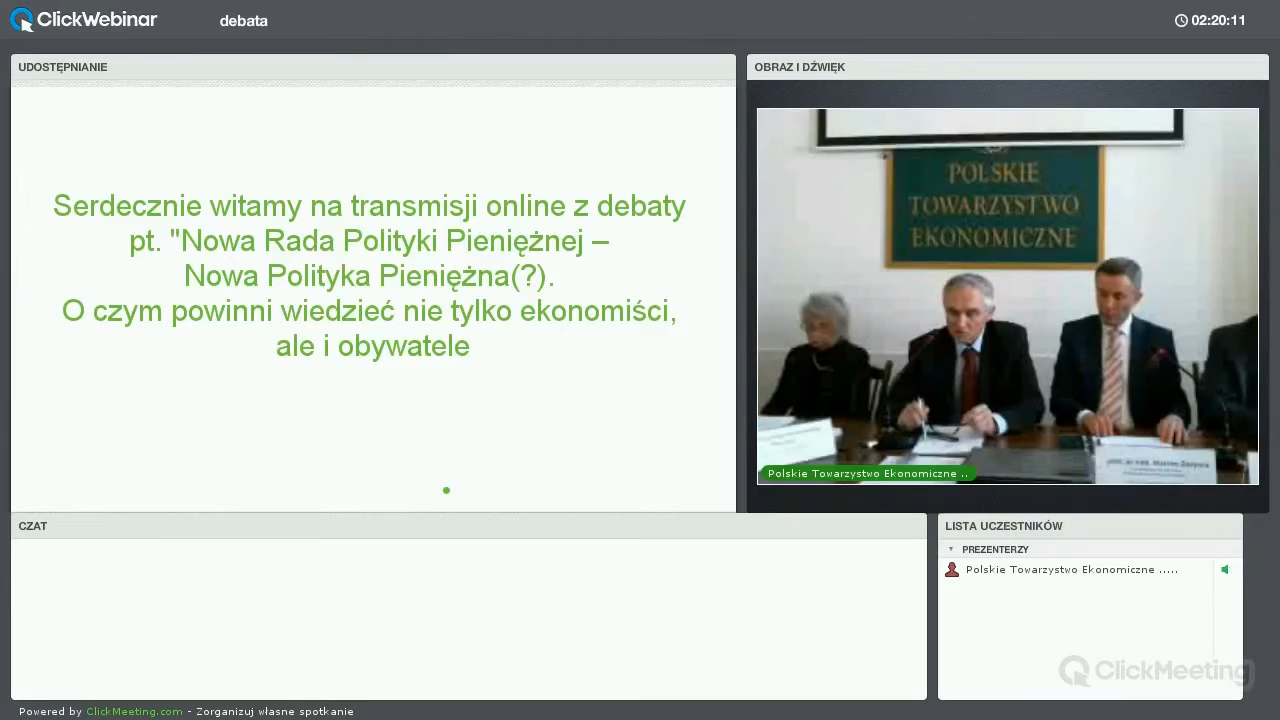 ClickWebinar
debata
02:20:11
UDOSTĘPNIANIE
Serdecznie witamy na transmisji online z debaty
pt. "Nowa Rada Polityki Pieniężnej –
Nowa Polityka Pieniężna(?).
O czym powinni wiedzieć nie tylko ekonomiści,
ale i obywatele
OBRAZ I DŹWIĘK
POLSKIE
TOWARZYSTWO
EKONOMICZNE
Polskie Towarzystwo Ekonomiczne ..
CZAT
LISTA UCZESTNIKÓW
PREZENTERZY
Polskie Towarzystwo Ekonomiczne .....
ClickMeeting
Powered by ClickMeeting.com - Zorganizuj własne spotkanie